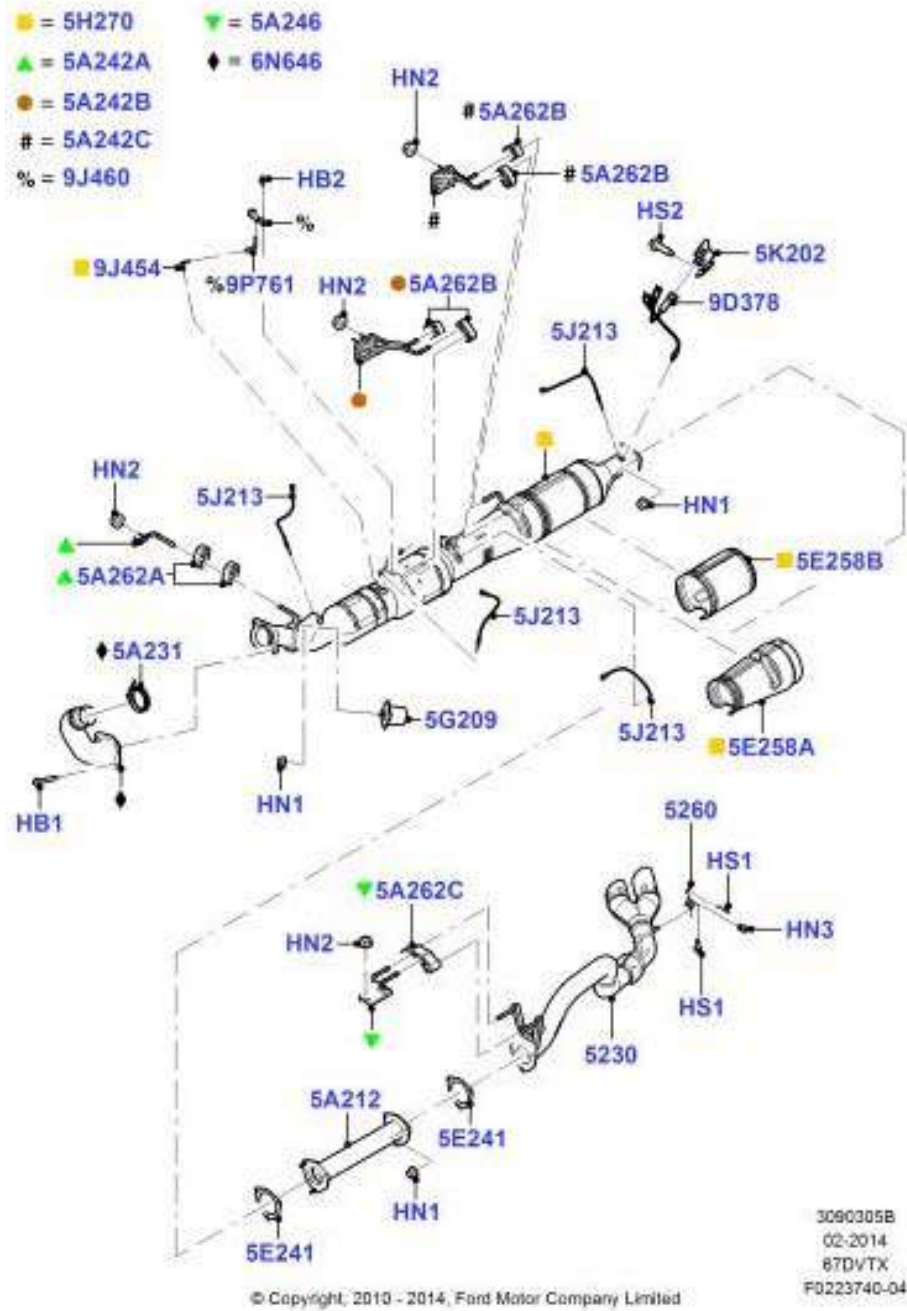 = 5H270
= 5A246
= 5A242A
= 6N646
= 5A242B
# = 5A242C
% = 9J460
HN2
#5A262B
#5A262B
#
HB2
%
HS2
5K202
9J454
%9P761
HN2
5A262B
9D378
5J213
HN2
5J213
HN1
5A262A
5E258B
5J213
5A231
5G209
5J213
5E258A
HN1
HB1
5260
HS1
5A262C
HN2
HN3
HS1
5230
5A212
5E241
HN1
5E241
3090305B
02-2014
67DVTX
F0223740-04
© Copyright, 2010 - 2014, Ford Motor Company Limited